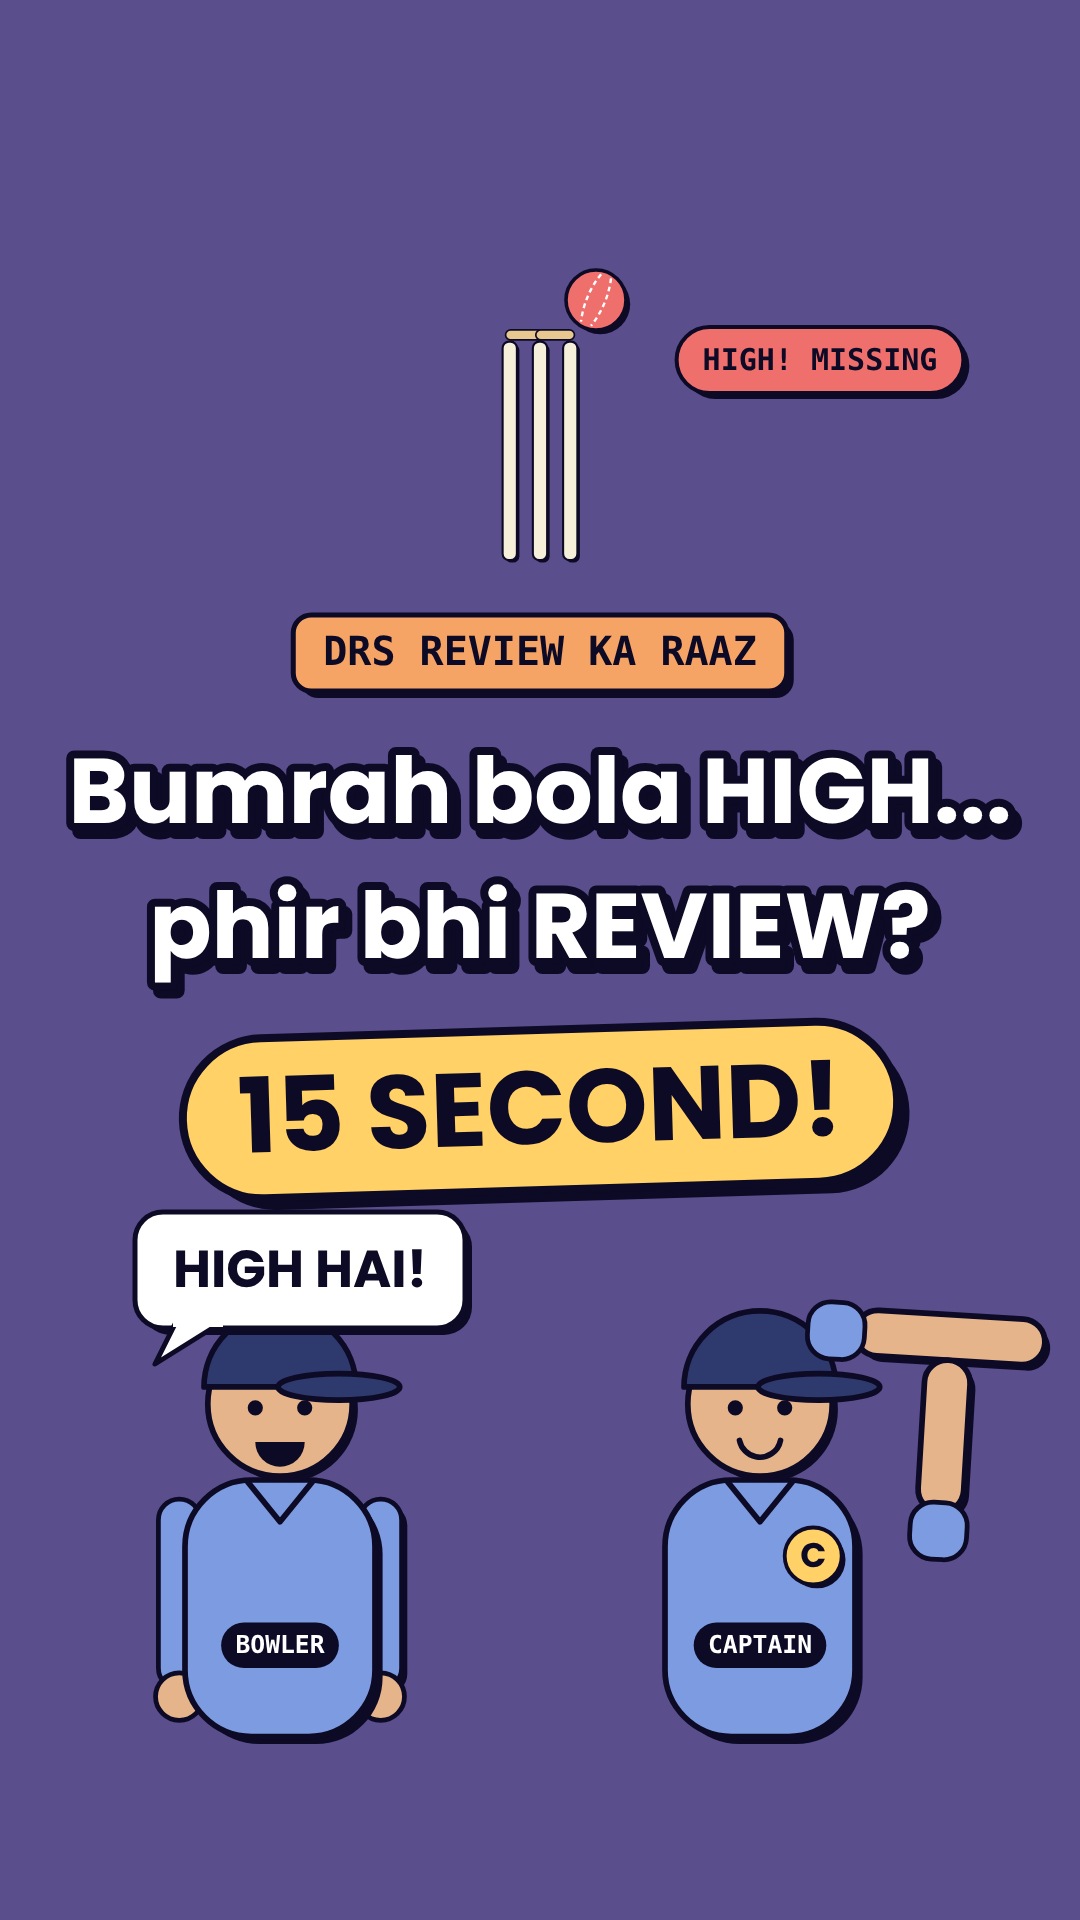 HIGH! MISSING
DRS REVIEW KA RAAZ
Bumrah bola HIGH...
phir bhi REVIEW?
15 SECOND!
HIGH HAI!
C
BOWLER
CAPTAIN